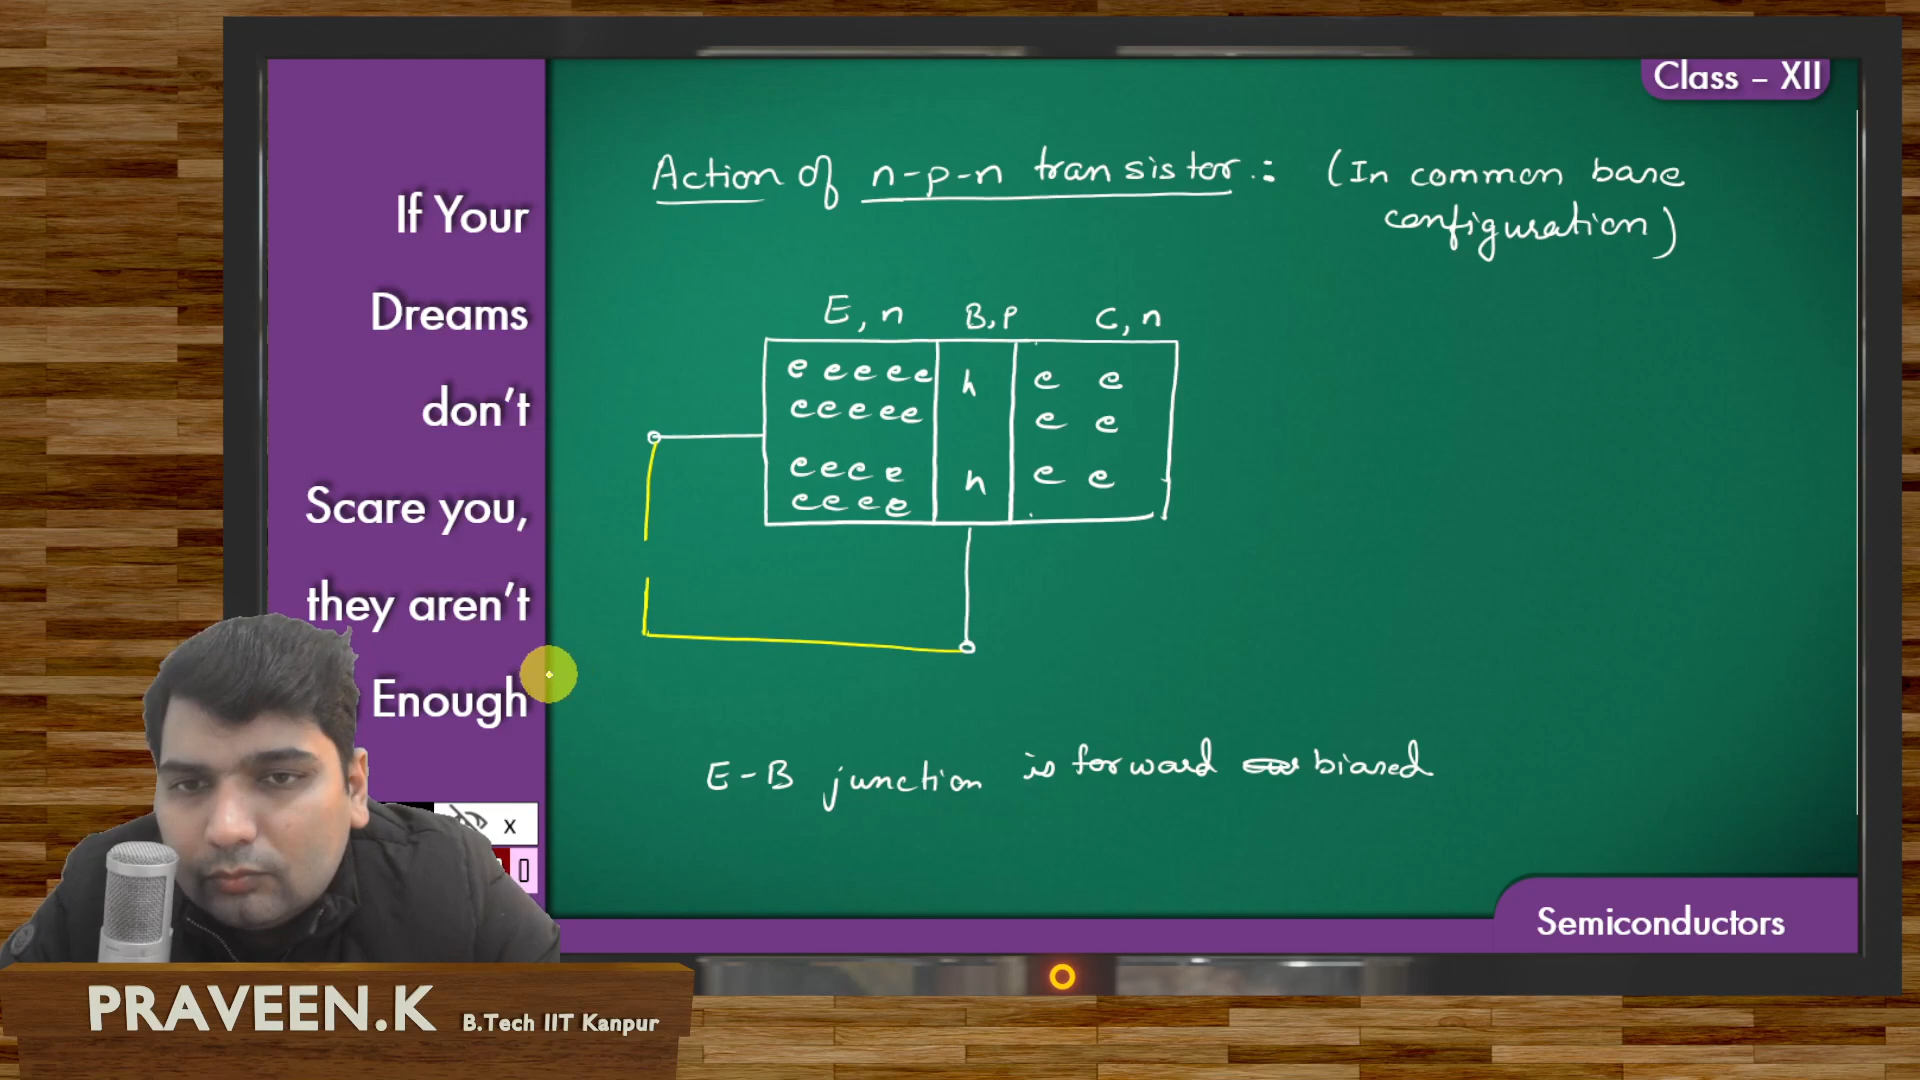 Class – XII
If Your
Dreams
don't
Scare you,
they aren't
Enough
Action of n-p-n transistor :- (In common base
configuration)
E, n B, P C, n
e e e e e h e e
e e e e e e e
e e e e h e e
e e e e
E-B junction is forward biased
x
Semiconductors
PRAVEEN.K B.Tech IIT Kanpur